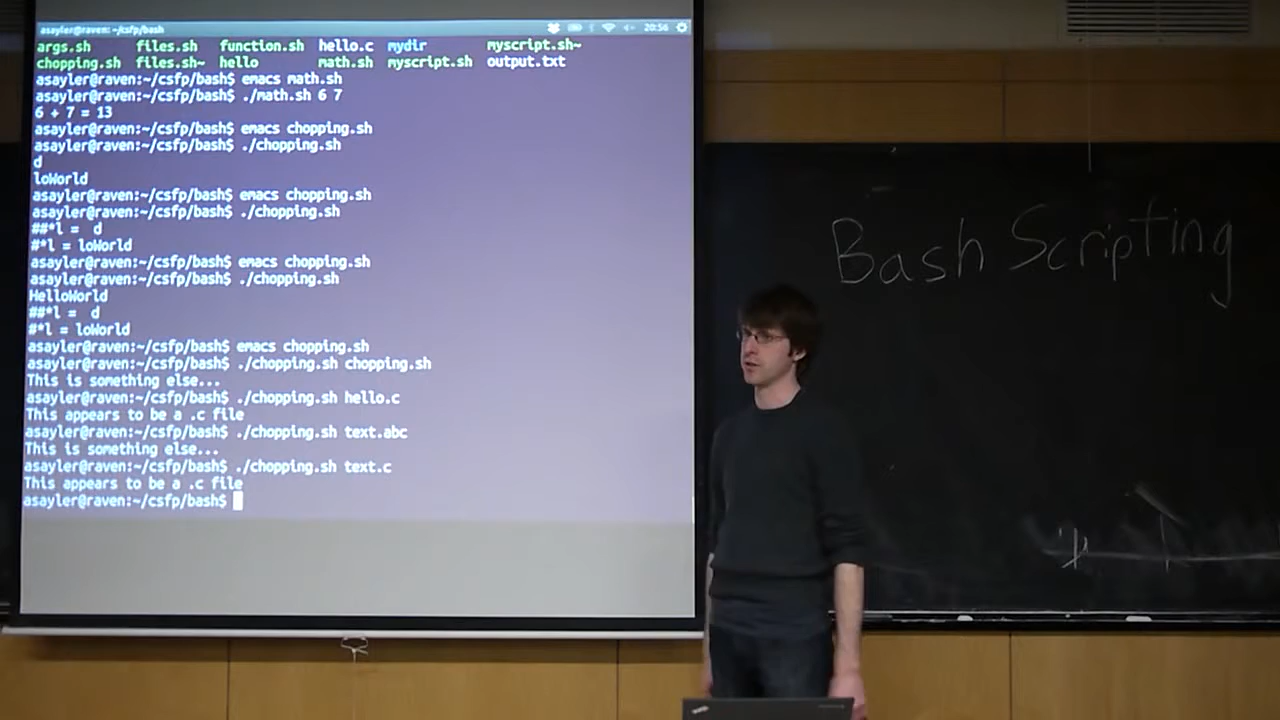 asayler@raven: ~/csfp/bash 20:56
args.sh files.sh function.sh hello.c mydir myscript.sh~
chopping.sh files.sh~ hello math.sh myscript.sh output.txt
asayler@raven:~/csfp/bash$ emacs math.sh
asayler@raven:~/csfp/bash$ ./math.sh 6 7
6 + 7 = 13
asayler@raven:~/csfp/bash$ emacs chopping.sh
asayler@raven:~/csfp/bash$ ./chopping.sh
d
loWorld
asayler@raven:~/csfp/bash$ emacs chopping.sh
asayler@raven:~/csfp/bash$ ./chopping.sh
##*l =  d
#*l = loWorld
asayler@raven:~/csfp/bash$ emacs chopping.sh
asayler@raven:~/csfp/bash$ ./chopping.sh
HelloWorld
##*l =  d
#*l = loWorld
asayler@raven:~/csfp/bash$ emacs chopping.sh
asayler@raven:~/csfp/bash$ ./chopping.sh chopping.sh
This is something else...
asayler@raven:~/csfp/bash$ ./chopping.sh hello.c
This appears to be a .c file
asayler@raven:~/csfp/bash$ ./chopping.sh text.abc
This is something else...
asayler@raven:~/csfp/bash$ ./chopping.sh text.c
This appears to be a .c file
asayler@raven:~/csfp/bash$
Bash Scripting